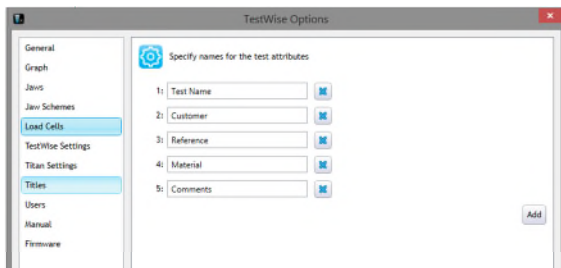 TestWise Options
General
Graph
Jaws
Jaw Schemes
Load Cells
TestWise Settings
Titan Settings
Titles
Users
Manual
Firmware
Specify names for the test attributes
1: Test Name
2: Customer
3: Reference
4: Material
5: Comments
Add